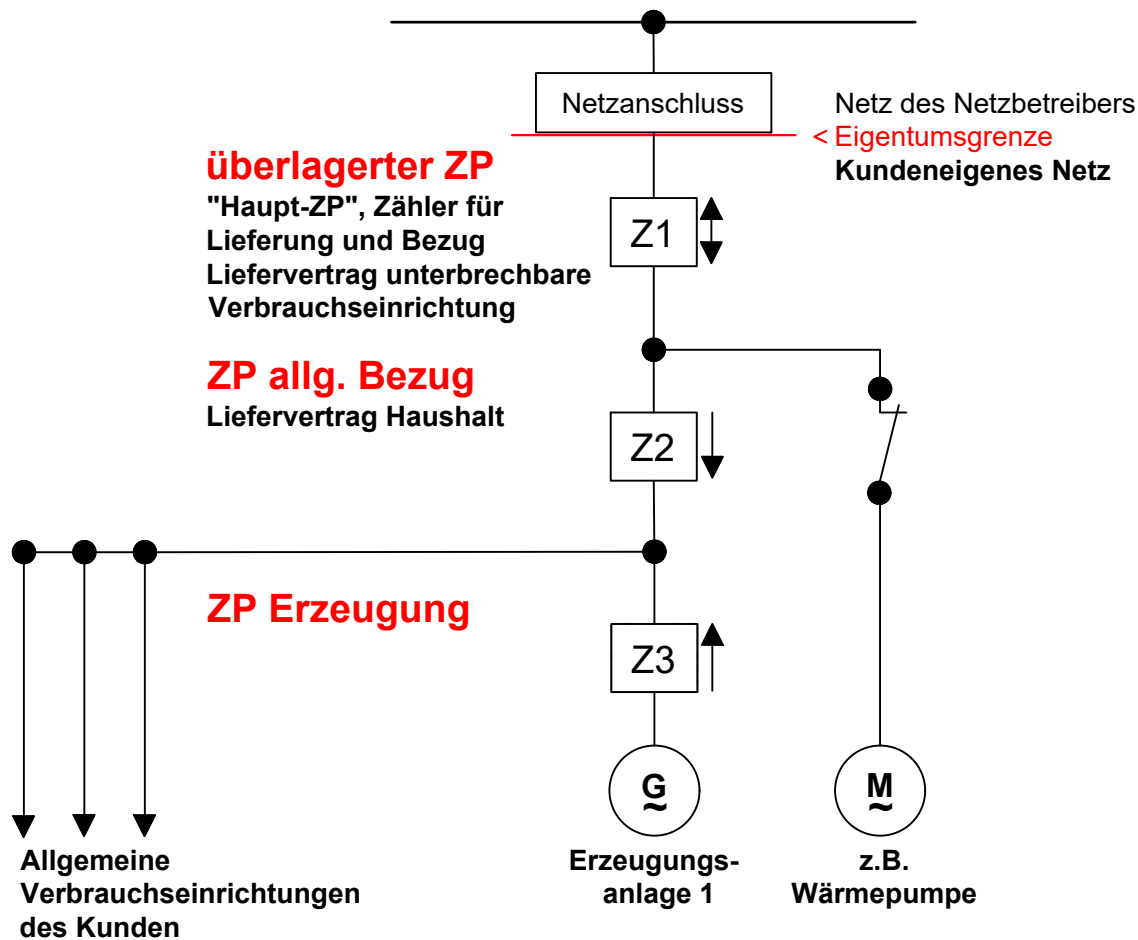 Netzanschluss
Netz des Netzbetreibers
< Eigentumsgrenze
Kundeneigenes Netz
überlagerter ZP
"Haupt-ZP", Zähler für
Lieferung und Bezug
Liefervertrag unterbrechbare
Verbrauchseinrichtung
Z1
ZP allg. Bezug
Liefervertrag Haushalt
Z2
ZP Erzeugung
Z3
G
~
M
~
Allgemeine
Verbrauchseinrichtungen
des Kunden
Erzeugungs-
anlage 1
z.B.
Wärmepumpe